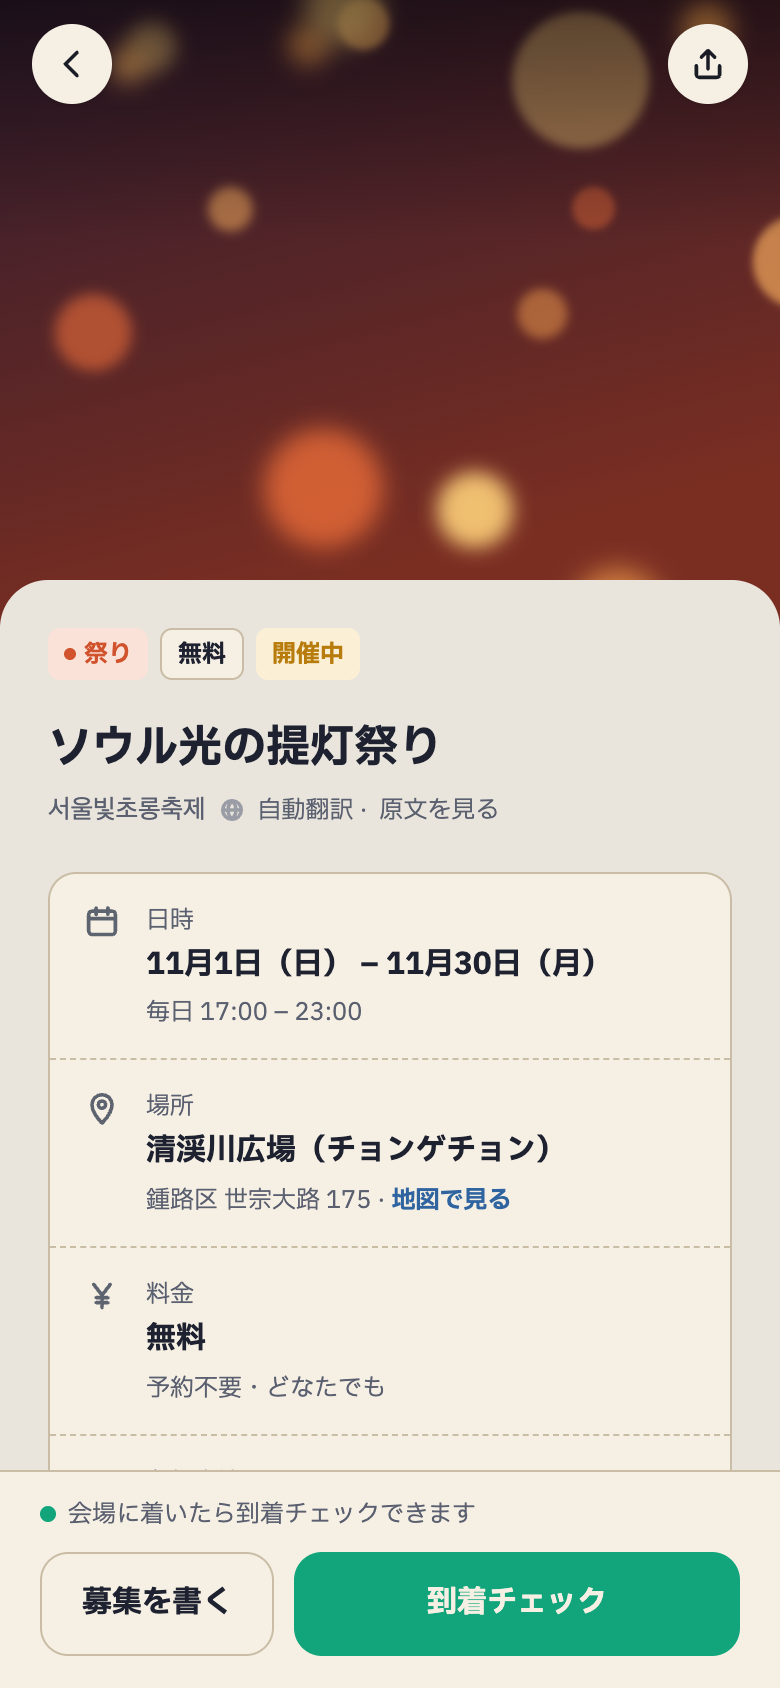 祭り 無料 開催中
ソウル光の提灯祭り
서울빛초롱축제 自動翻訳 · 原文を見る
日時
11月1日（日） – 11月30日（月）
毎日 17:00 – 23:00
場所
清渓川広場（チョンゲチョン）
鍾路区 世宗大路 175 · 地図で見る
料金
無料
予約不要・どなたでも
会場に着いたら到着チェックできます
募集を書く 到着チェック